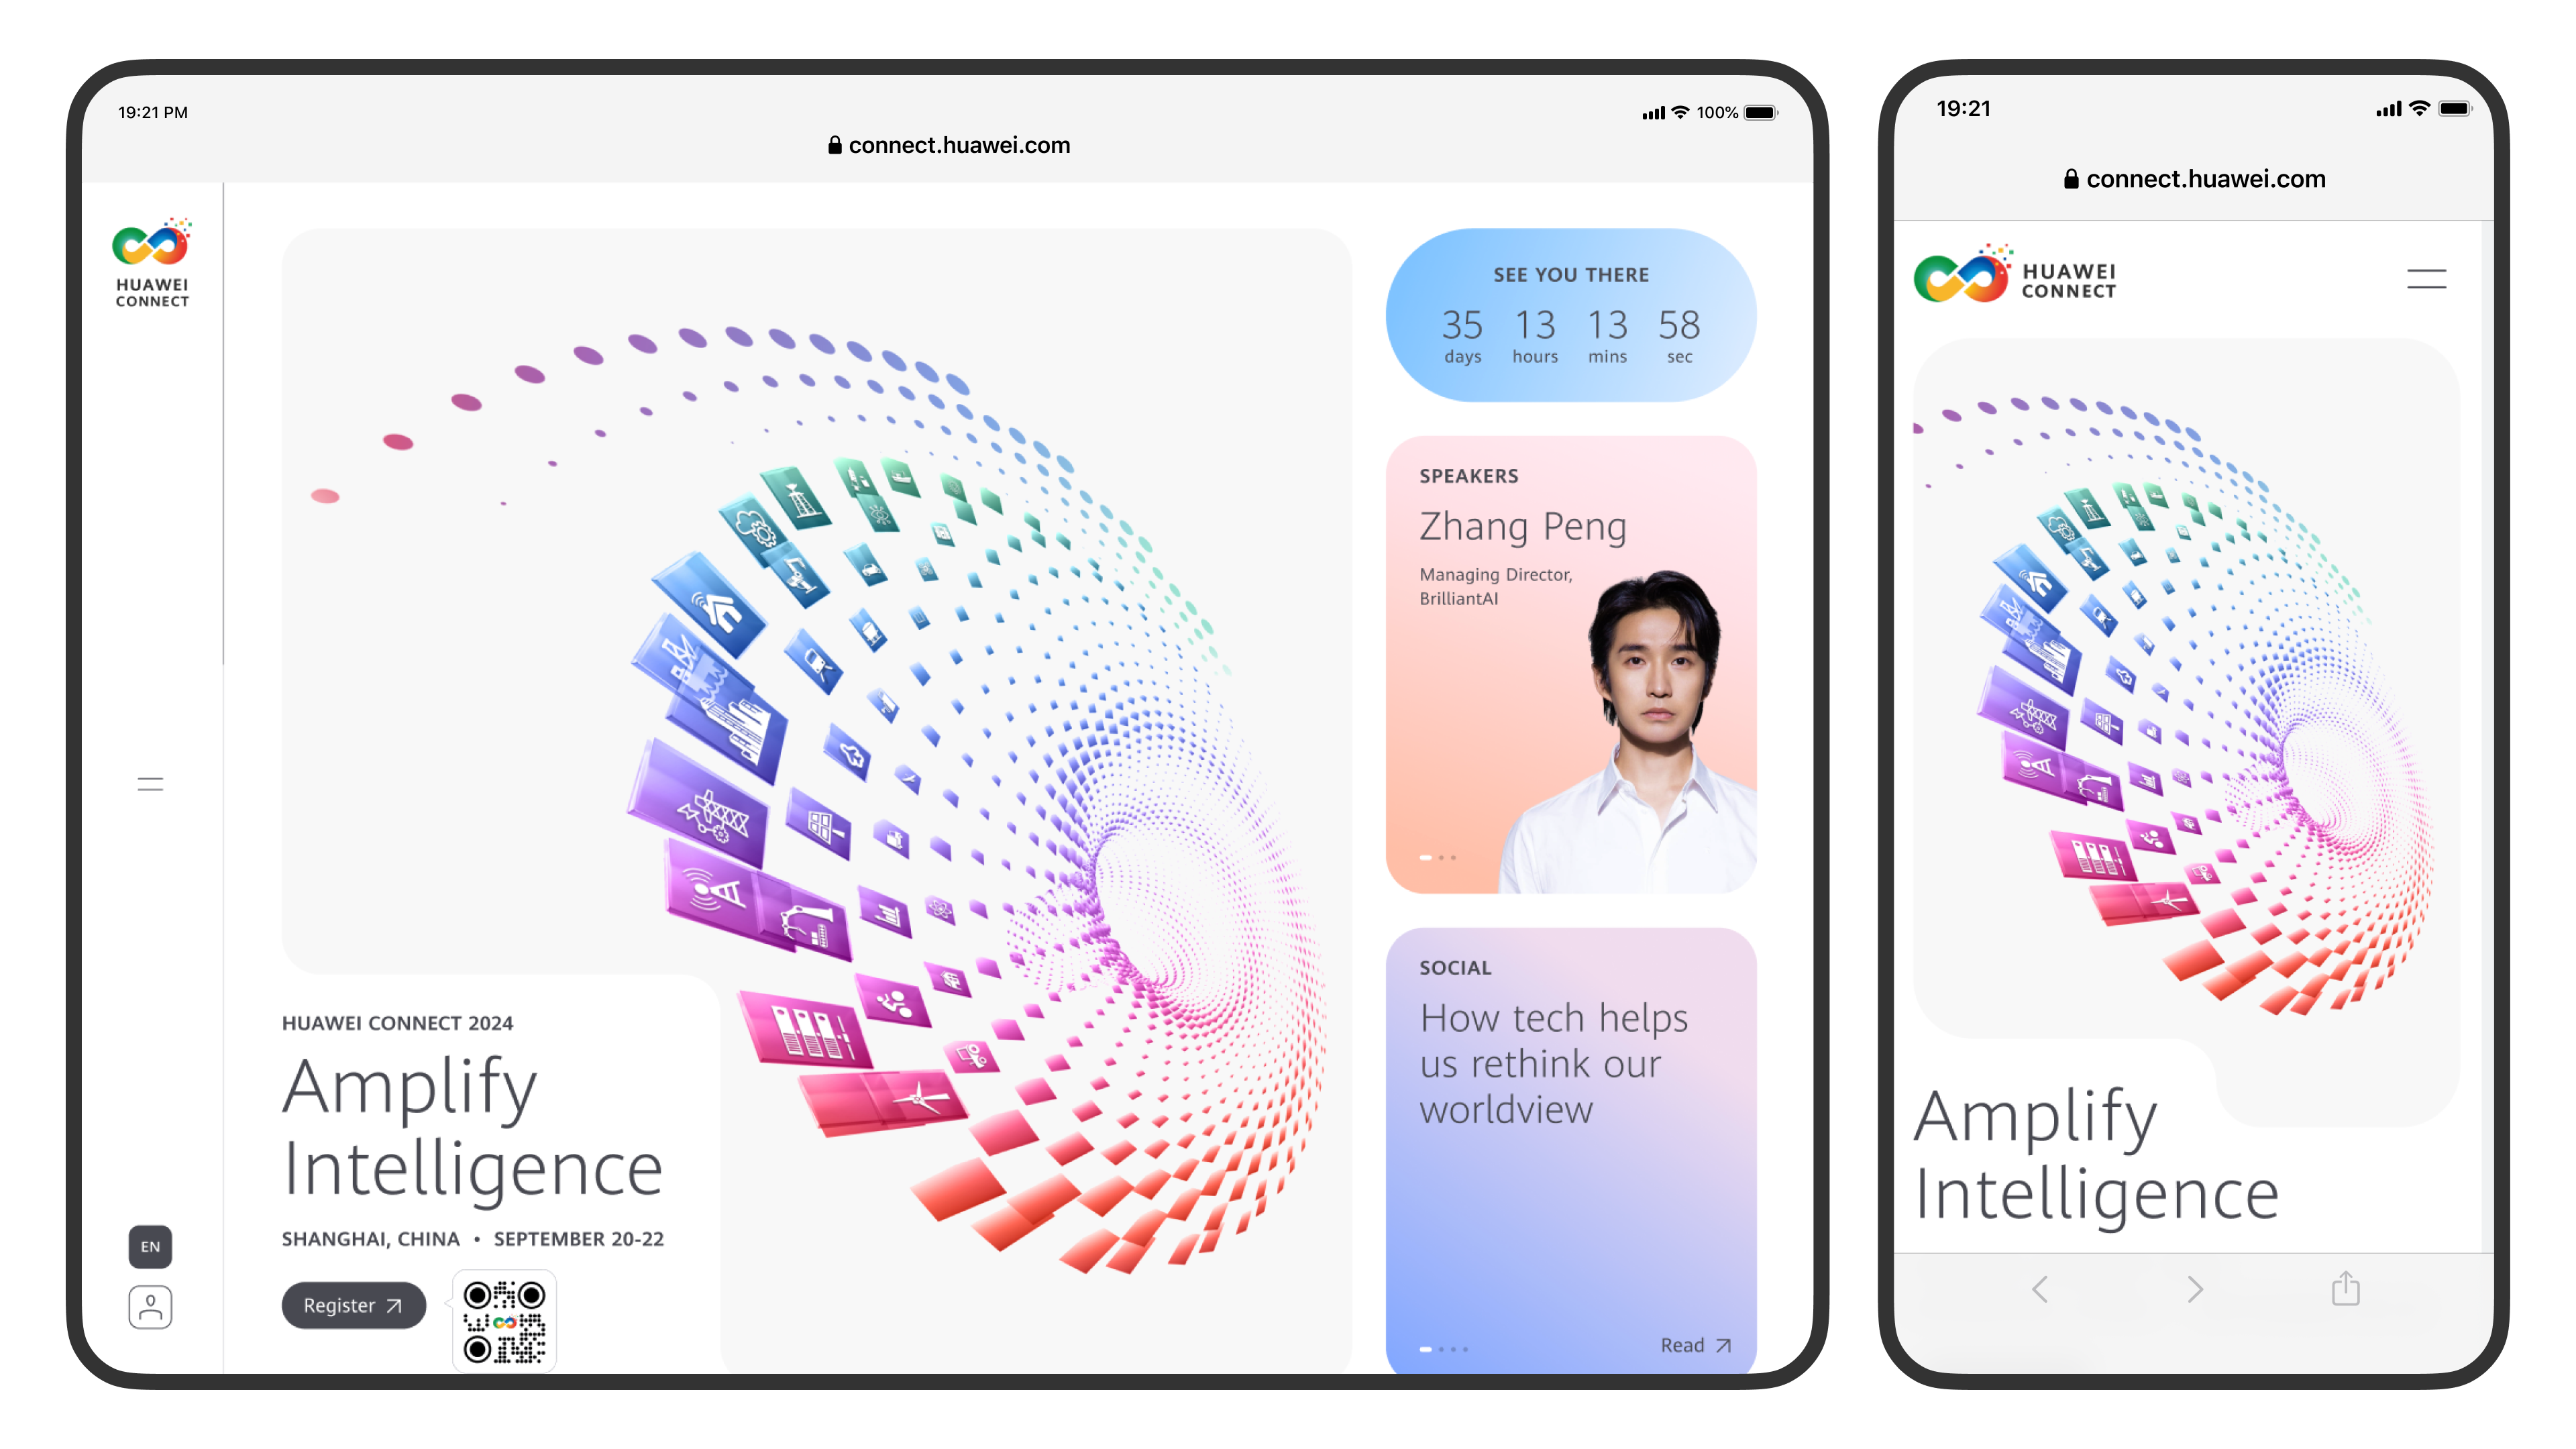 19:21 PM
100%
connect.huawei.com
HUAWEI
CONNECT
EN
HUAWEI CONNECT 2024
Amplify
Intelligence
SHANGHAI, CHINA • SEPTEMBER 20-22
Register
SEE YOU THERE
35 13 13 58
days hours mins sec
SPEAKERS
Zhang Peng
Managing Director,
BrilliantAI
SOCIAL
How tech helps
us rethink our
worldview
Read
19:21
connect.huawei.com
HUAWEI
CONNECT
Amplify
Intelligence